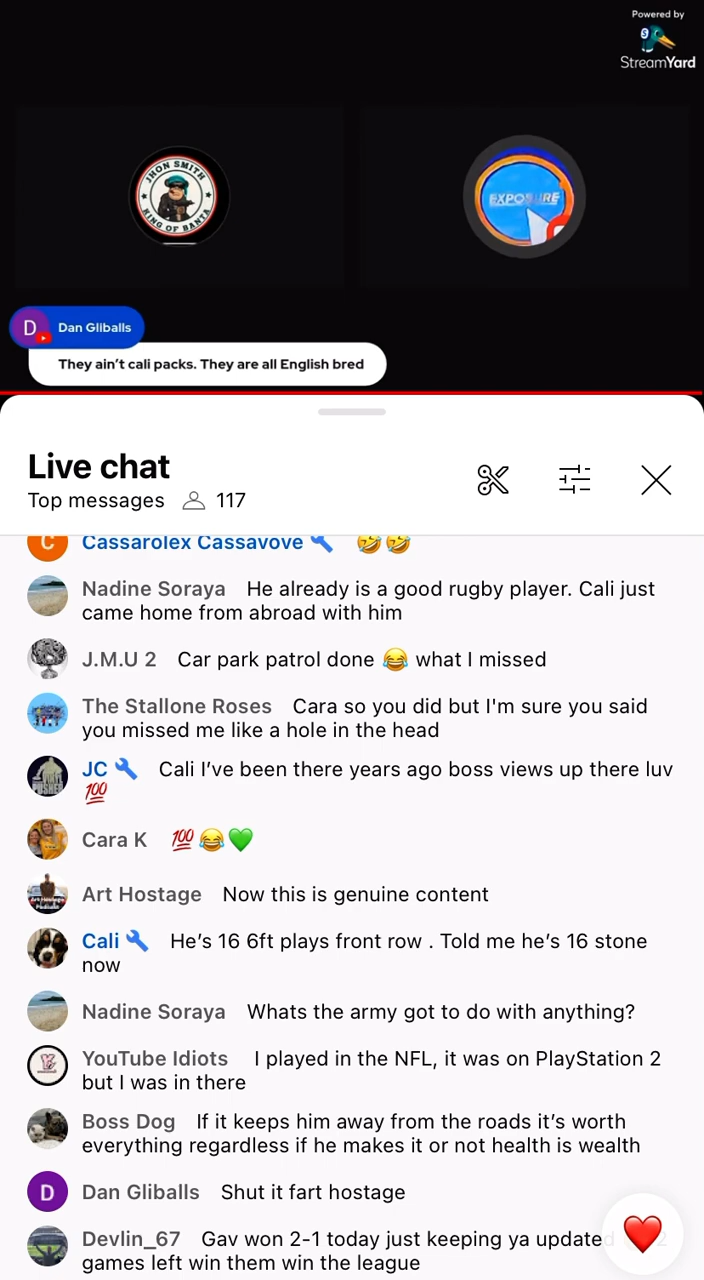 Powered by
StreamYard
JHON SMITH
KING OF BANTA
EXPOSURE
D
Dan Gliballs
They ain't cali packs. They are all English bred
Live chat
Top messages 117
C
Cassarolex Cassavove 🔧 🤣🤣
Nadine Soraya He already is a good rugby player. Cali just
came home from abroad with him
J.M.U 2 Car park patrol done 😂 what I missed
The Stallone Roses Cara so you did but I'm sure you said
you missed me like a hole in the head
JC 🔧 Cali I've been there years ago boss views up there luv
💯
Cara K 💯😂💚
Art Hostage Now this is genuine content
Cali 🔧 He's 16 6ft plays front row . Told me he's 16 stone
now
Nadine Soraya Whats the army got to do with anything?
YouTube Idiots I played in the NFL, it was on PlayStation 2
but I was in there
Boss Dog If it keeps him away from the roads it's worth
everything regardless if he makes it or not health is wealth
D
Dan Gliballs Shut it fart hostage
Devlin_67 Gav won 2-1 today just keeping ya updated 2
games left win them win the league